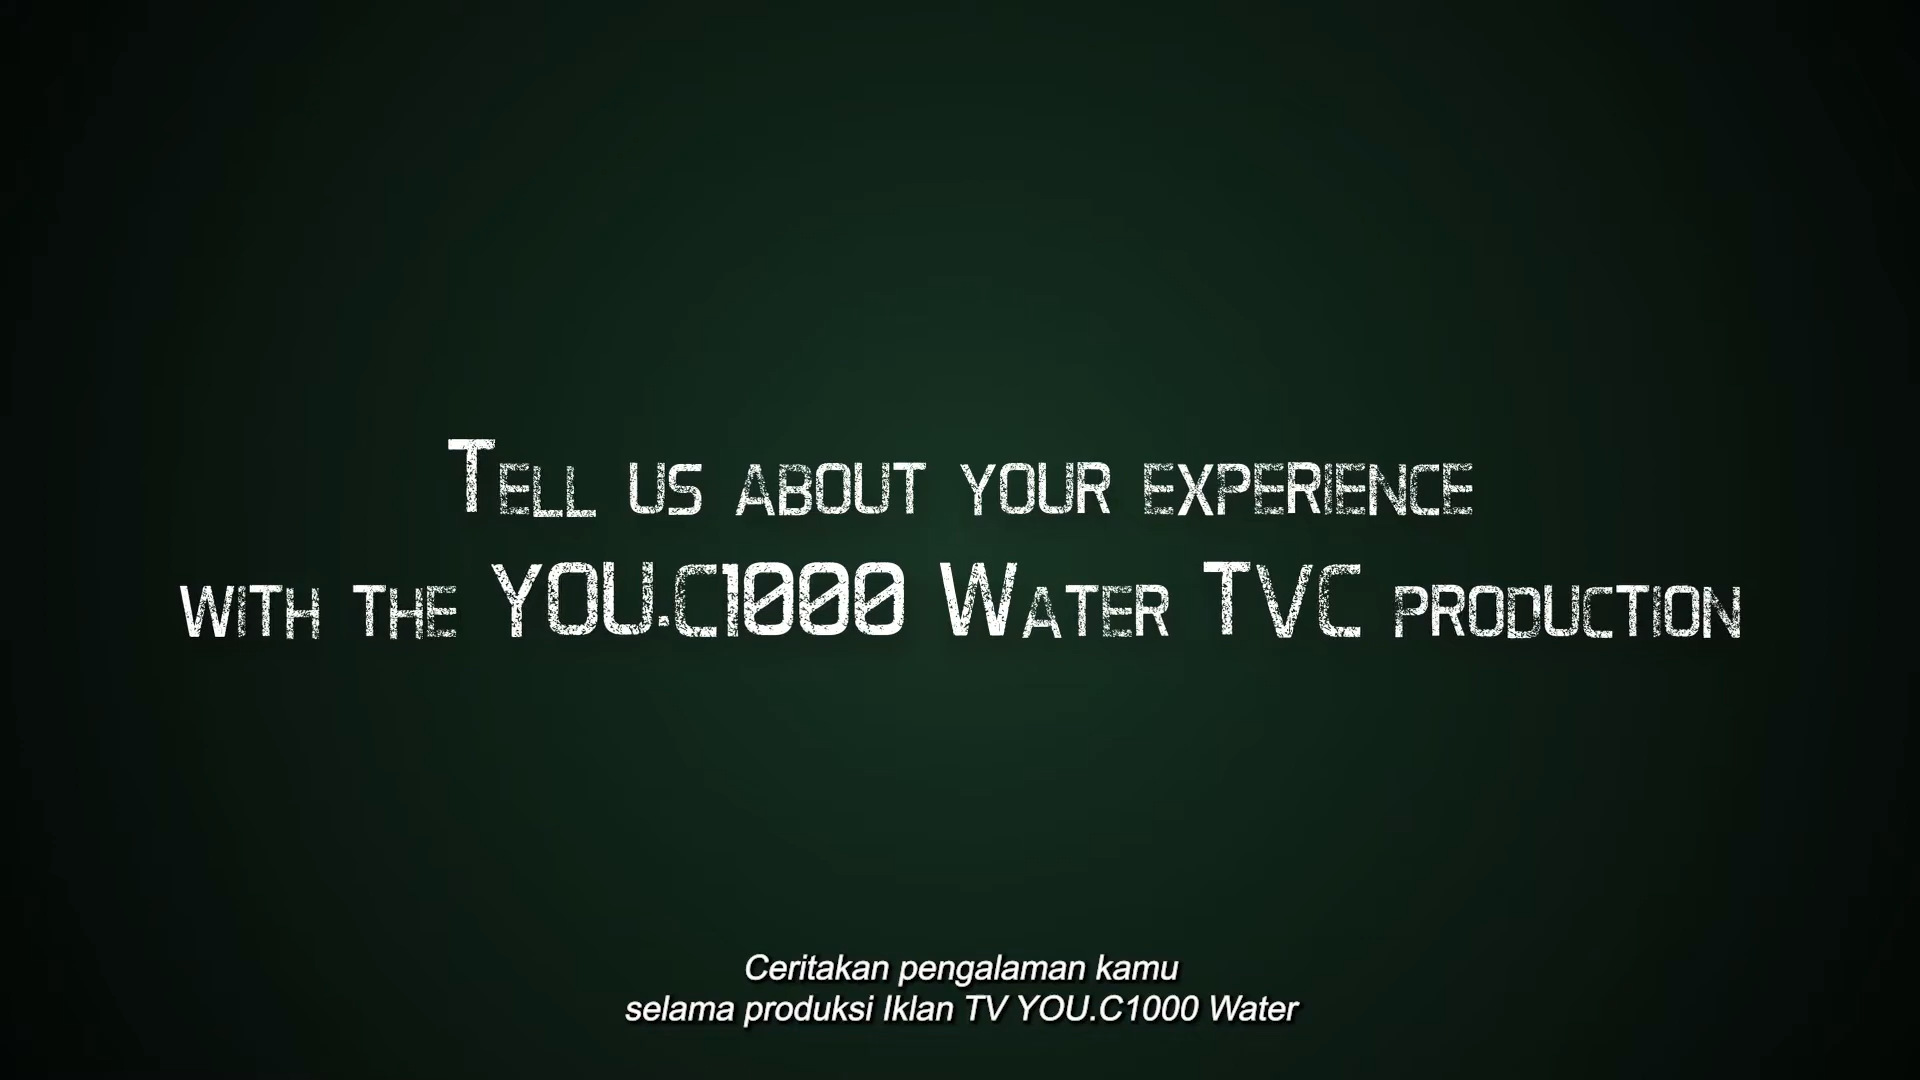 Tell us about your experience
with the YOU.C1000 Water TVC production
Ceritakan pengalaman kamu
selama produksi Iklan TV YOU.C1000 Water